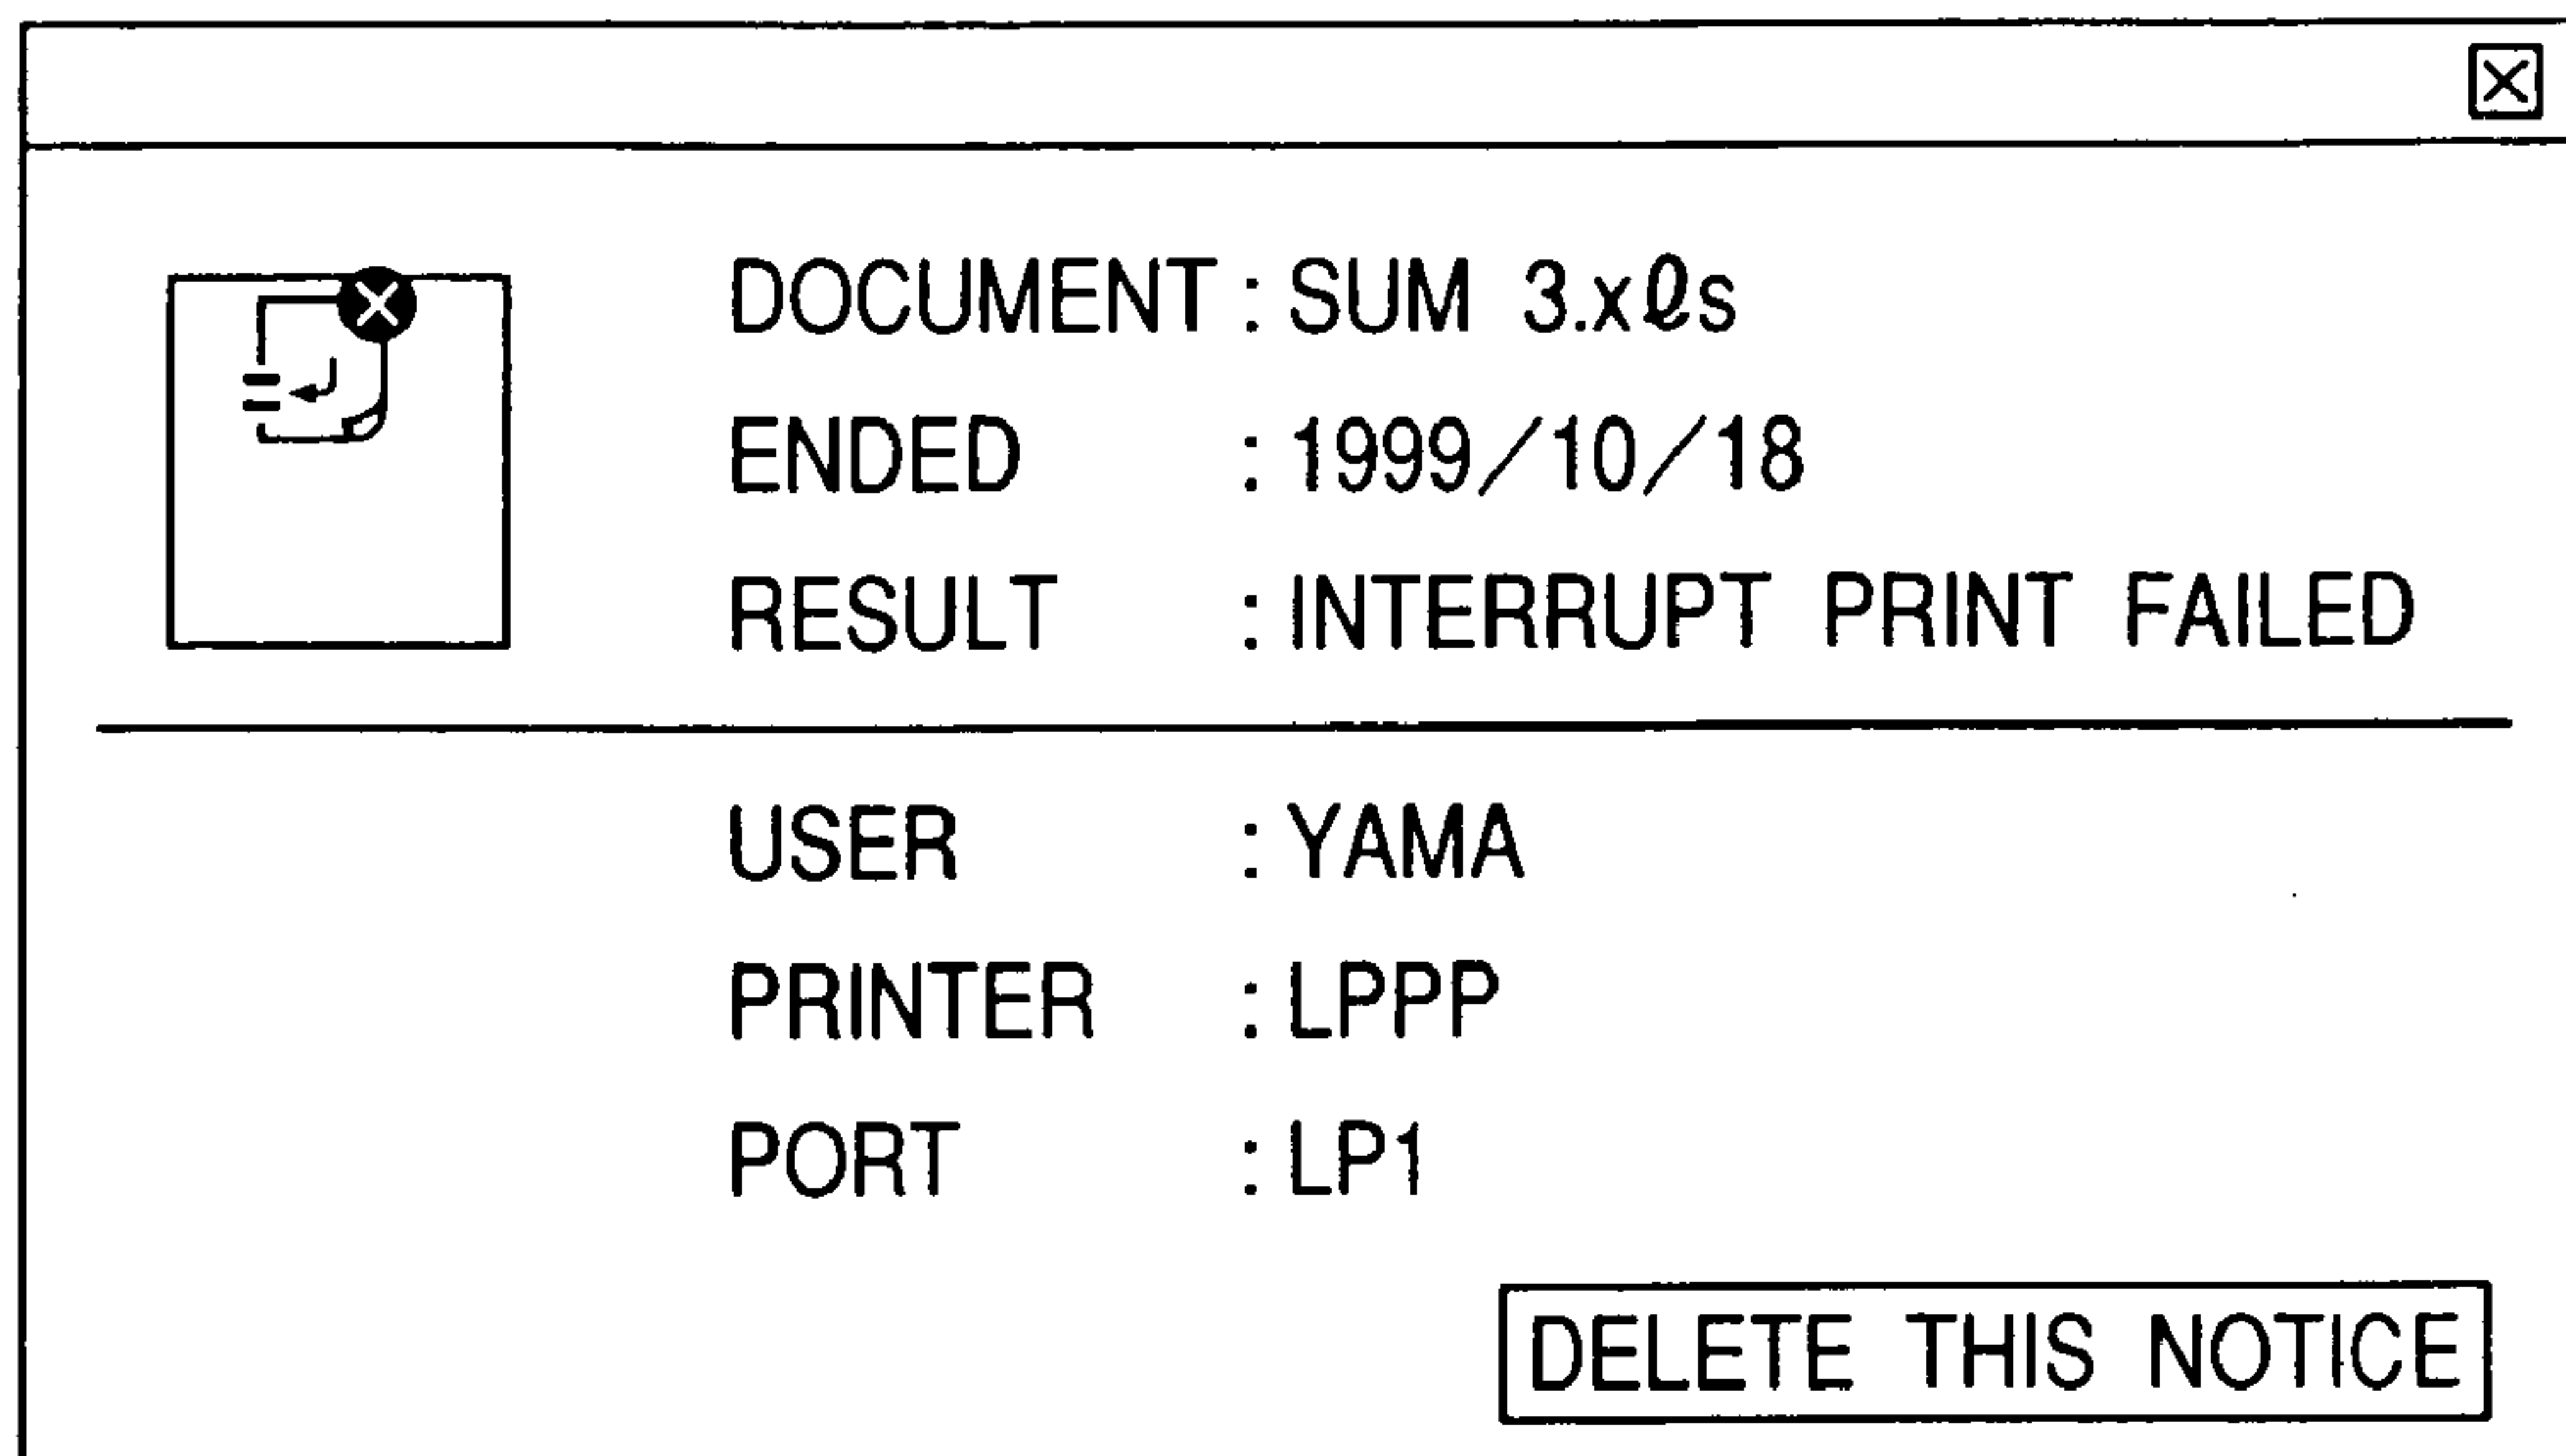 DOCUMENT : SUM 3.xℓs
ENDED : 1999/10/18
RESULT : INTERRUPT PRINT FAILED
USER : YAMA
PRINTER : LPPP
PORT : LP1
DELETE THIS NOTICE